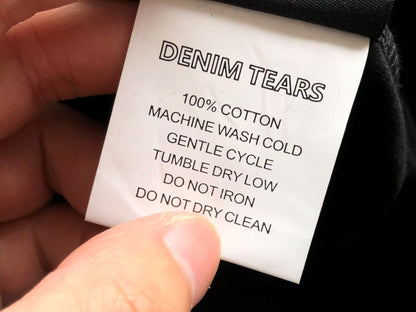 DENIM TEARS
100% COTTON
MACHINE WASH COLD
GENTLE CYCLE
TUMBLE DRY LOW
DO NOT IRON
DO NOT DRY CLEAN